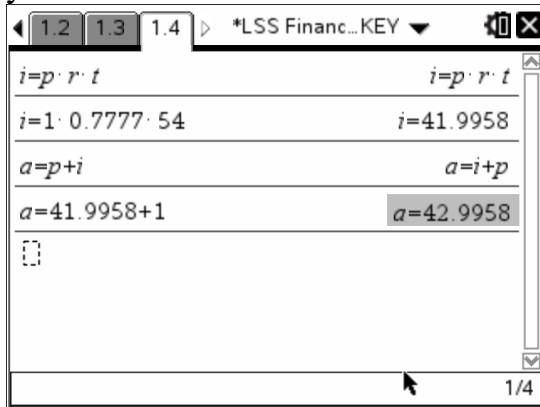 1.2 1.3 1.4 *LSS Financ...KEY
i=p·r·t i=p·r·t
i=1·0.7777·54 i=41.9958
a=p+i a=i+p
a=41.9958+1 a=42.9958
1/4